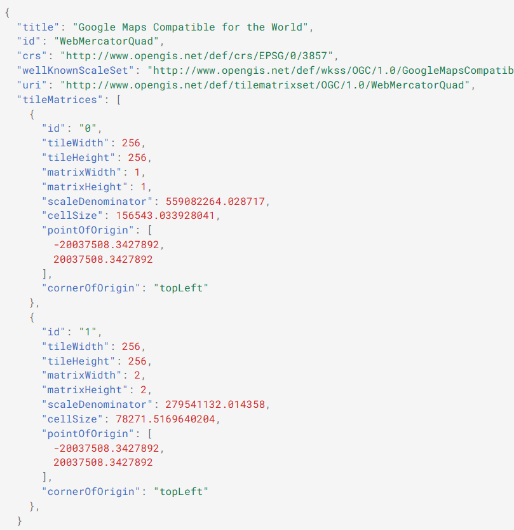 {
"title": "Google Maps Compatible for the World",
"id": "WebMercatorQuad",
"crs": "http://www.opengis.net/def/crs/EPSG/0/3857",
"wellKnownScaleSet": "http://www.opengis.net/def/wkss/OGC/1.0/GoogleMapsCompatib
"uri": "http://www.opengis.net/def/tilematrixset/OGC/1.0/WebMercatorQuad",
"tileMatrices": [
{
"id": "0",
"tileWidth": 256,
"tileHeight": 256,
"matrixWidth": 1,
"matrixHeight": 1,
"scaleDenominator": 559082264.028717,
"cellSize": 156543.033928041,
"pointOfOrigin": [
-20037508.3427892,
20037508.3427892
],
"cornerOfOrigin": "topLeft"
},
{
"id": "1",
"tileWidth": 256,
"tileHeight": 256,
"matrixWidth": 2,
"matrixHeight": 2,
"scaleDenominator": 279541132.014358,
"cellSize": 78271.5169640204,
"pointOfOrigin": [
-20037508.3427892,
20037508.3427892
],
"cornerOfOrigin": "topLeft"
},
}